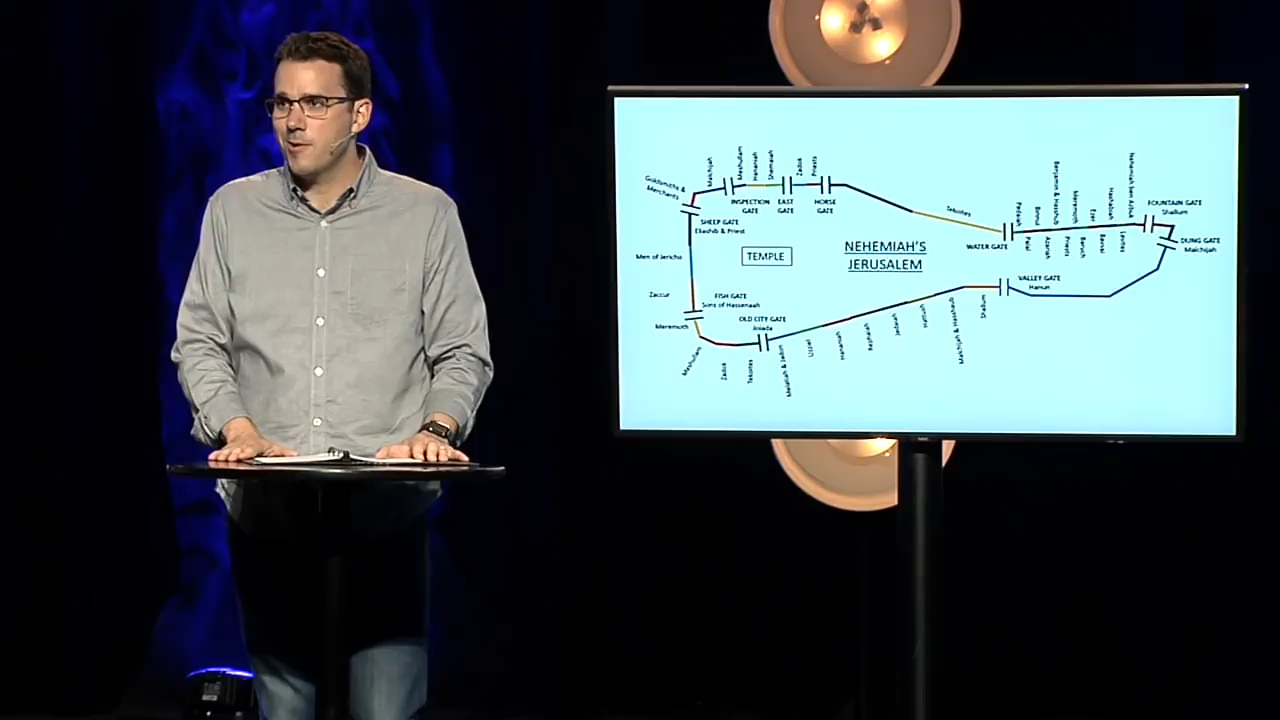 Goldsmiths &
Merchants
Malchijah
Meshullam
Hananiah
Shemaiah
Zadok
Priests
INSPECTION
GATE
EAST
GATE
HORSE
GATE
SHEEP GATE
Eliashib & Priest
Tekoites
WATER GATE
Pedaiah
Binnui
Benjamin & Hasshub
Meremoth
Ezer
Hashabiah
Nehemiah ben Azbuk
Palal
Azariah
Priests
Baruch
Bavvai
Levites
FOUNTAIN GATE
Shallum
DUNG GATE
Malchijah
Men of Jericho
TEMPLE
NEHEMIAH'S
JERUSALEM
VALLEY GATE
Hanun
Zaccur
FISH GATE
Sons of Hassenaah
Meremoth
OLD CITY GATE
Joiada
Meshullam
Zadok
Tekoites
Melatiah & Jadon
Uzziel
Hananiah
Rephaiah
Jedaiah
Hattush
Malchijah & Hasshub
Shallum